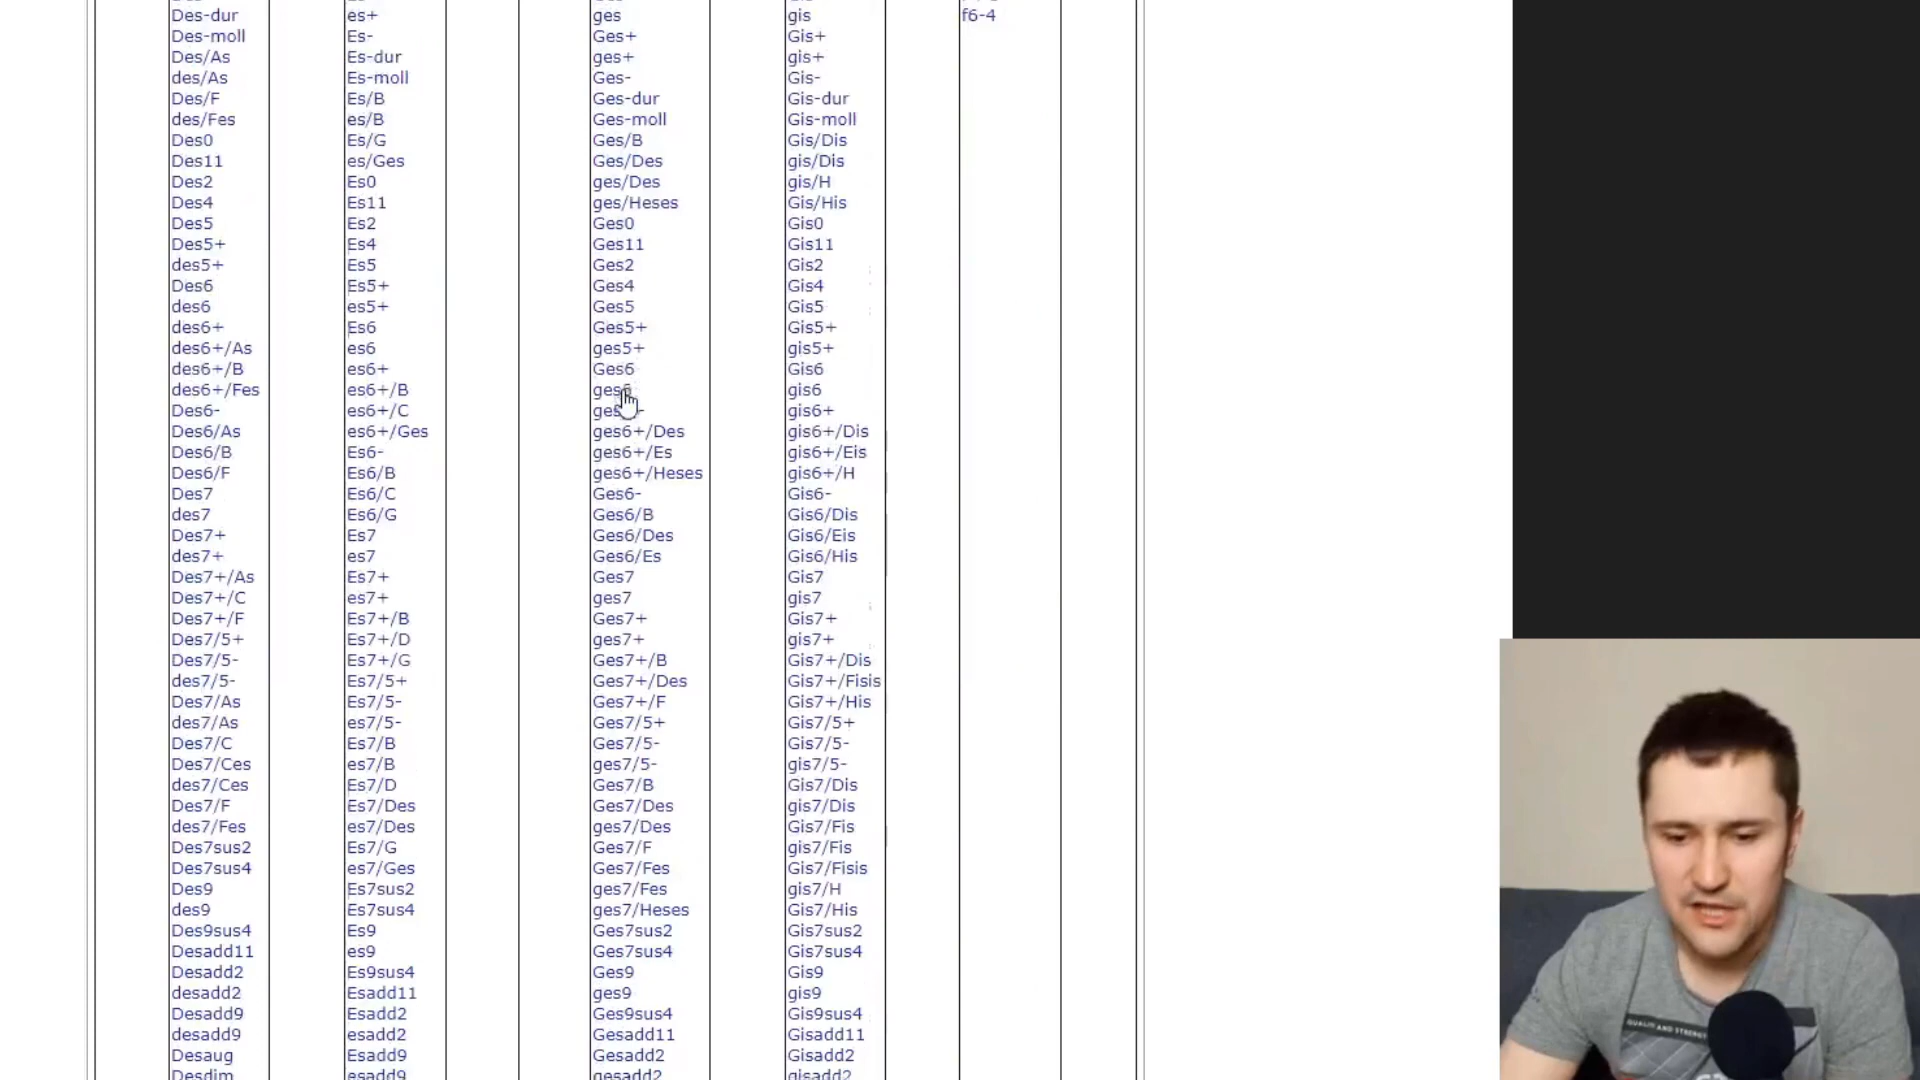 Des-dur
Des-moll
Des/As
des/As
Des/F
des/Fes
Des0
Des11
Des2
Des4
Des5
Des5+
des5+
Des6
des6
des6+
des6+/As
des6+/B
des6+/Fes
Des6-
Des6/As
Des6/B
Des6/F
Des7
des7
Des7+
des7+
Des7+/As
Des7+/C
Des7+/F
Des7/5+
Des7/5-
des7/5-
Des7/As
des7/As
Des7/C
Des7/Ces
des7/Ces
Des7/F
des7/Fes
Des7sus2
Des7sus4
Des9
des9
Des9sus4
Desadd11
Desadd2
desadd2
Desadd9
desadd9
Desaug
Desdim
es+
Es-
Es-dur
Es-moll
Es/B
es/B
Es/G
es/Ges
Es0
Es11
Es2
Es4
Es5
Es5+
es5+
Es6
es6
es6+
es6+/B
es6+/C
es6+/Ges
Es6-
Es6/B
Es6/C
Es6/G
Es7
es7
Es7+
es7+
Es7+/B
Es7+/D
Es7+/G
Es7/5+
Es7/5-
es7/5-
Es7/B
es7/B
Es7/D
Es7/Des
es7/Des
Es7/G
es7/Ges
Es7sus2
Es7sus4
Es9
es9
Es9sus4
Esadd11
Esadd2
esadd2
Esadd9
esadd9
ges
Ges+
ges+
Ges-
Ges-dur
Ges-moll
Ges/B
Ges/Des
ges/Des
ges/Heses
Ges0
Ges11
Ges2
Ges4
Ges5
Ges5+
ges5+
Ges6
ges6
ges6+/Des
ges6+/Es
ges6+/Heses
Ges6-
Ges6/B
Ges6/Des
Ges6/Es
Ges7
ges7
Ges7+
ges7+
Ges7+/B
Ges7+/Des
Ges7+/F
Ges7/5+
Ges7/5-
ges7/5-
Ges7/B
Ges7/Des
ges7/Des
Ges7/F
Ges7/Fes
ges7/Fes
ges7/Heses
Ges7sus2
Ges7sus4
Ges9
ges9
Ges9sus4
Gesadd11
Gesadd2
gesadd2
gis
Gis+
gis+
Gis-
Gis-dur
Gis-moll
Gis/Dis
gis/Dis
gis/H
Gis/His
Gis0
Gis11
Gis2
Gis4
Gis5
Gis5+
gis5+
Gis6
gis6
gis6+
gis6+/Dis
gis6+/Eis
gis6+/H
Gis6-
Gis6/Dis
Gis6/Eis
Gis6/His
Gis7
gis7
Gis7+
gis7+
Gis7+/Dis
Gis7+/Fisis
Gis7+/His
Gis7/5+
Gis7/5-
gis7/5-
Gis7/Dis
gis7/Dis
Gis7/Fis
gis7/Fis
Gis7/Fisis
gis7/H
Gis7/His
Gis7sus2
Gis7sus4
Gis9
gis9
Gis9sus4
Gisadd11
Gisadd2
gisadd2
f6-4
QUALITY AND STRENGTH